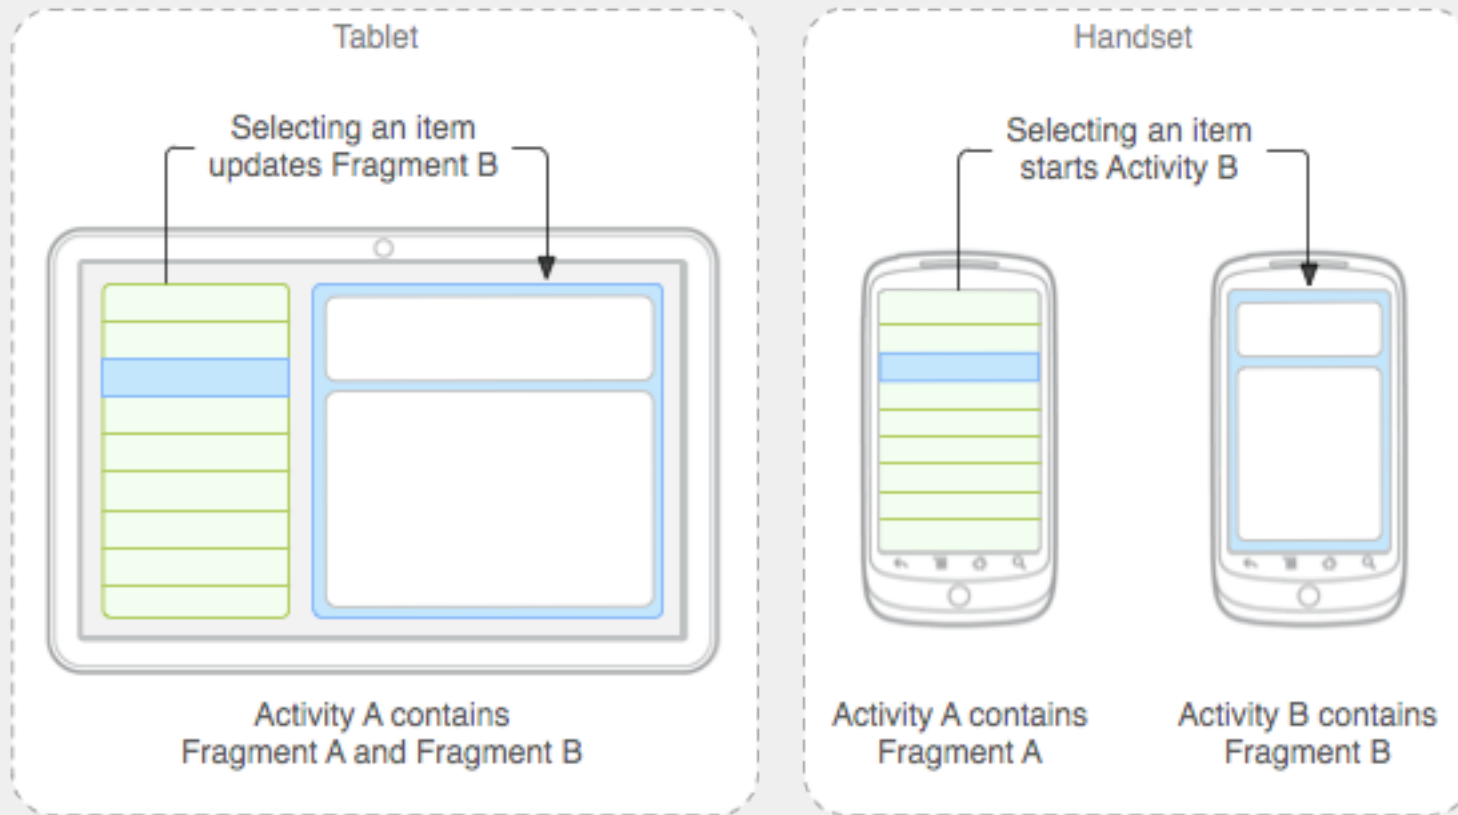 Tablet
Selecting an item
updates Fragment B
Activity A contains
Fragment A and Fragment B
Handset
Selecting an item
starts Activity B
Activity A contains
Fragment A
Activity B contains
Fragment B